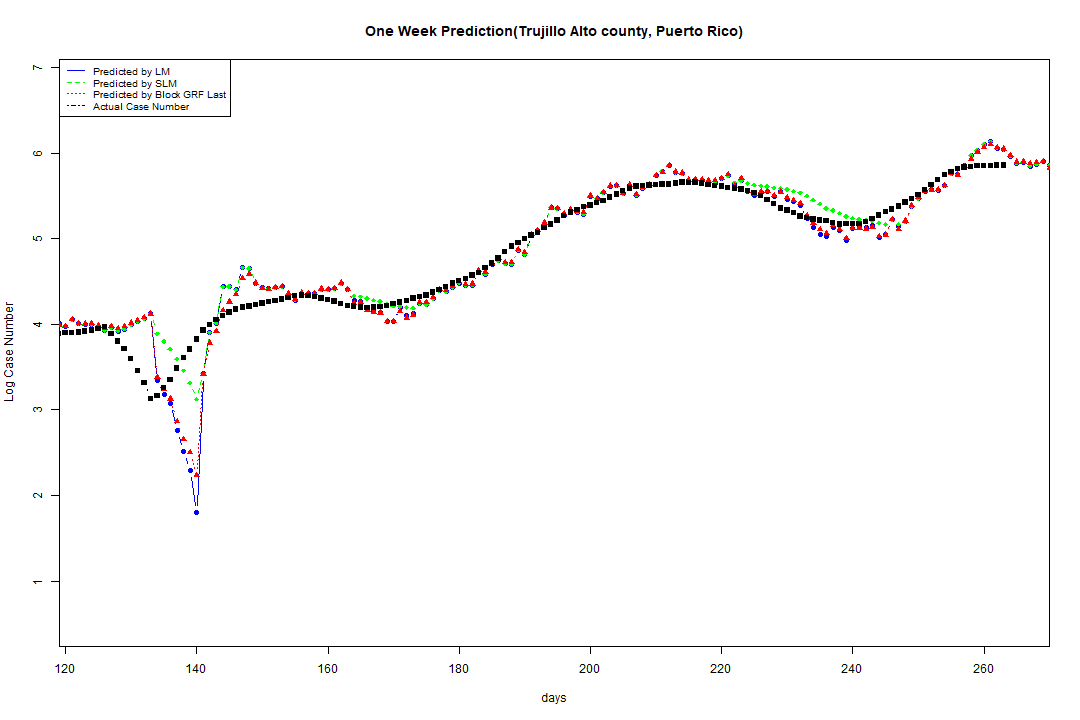 One Week Prediction(Trujillo Alto county, Puerto Rico)
Predicted by LM
Predicted by SLM
Predicted by Block GRF Last
Actual Case Number
7
6
5
4
3
2
1
Log Case Number
120 140 160 180 200 220 240 260
days